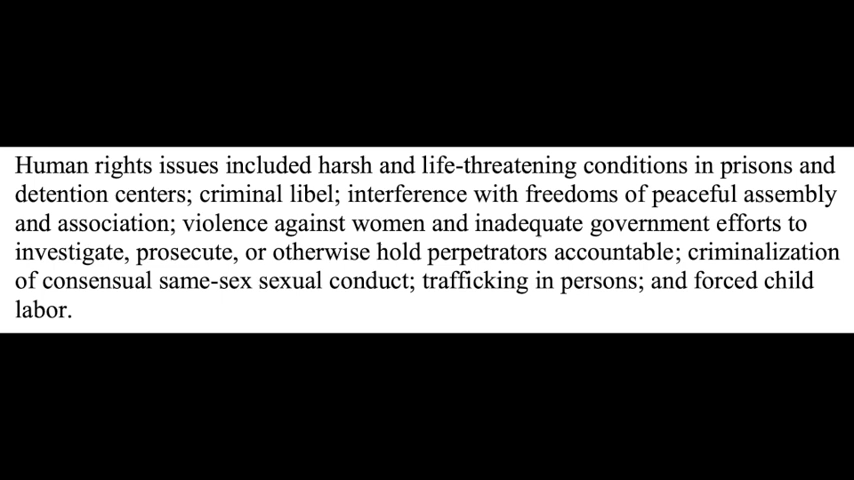 Human rights issues included harsh and life-threatening conditions in prisons and
detention centers; criminal libel; interference with freedoms of peaceful assembly
and association; violence against women and inadequate government efforts to
investigate, prosecute, or otherwise hold perpetrators accountable; criminalization
of consensual same-sex sexual conduct; trafficking in persons; and forced child
labor.